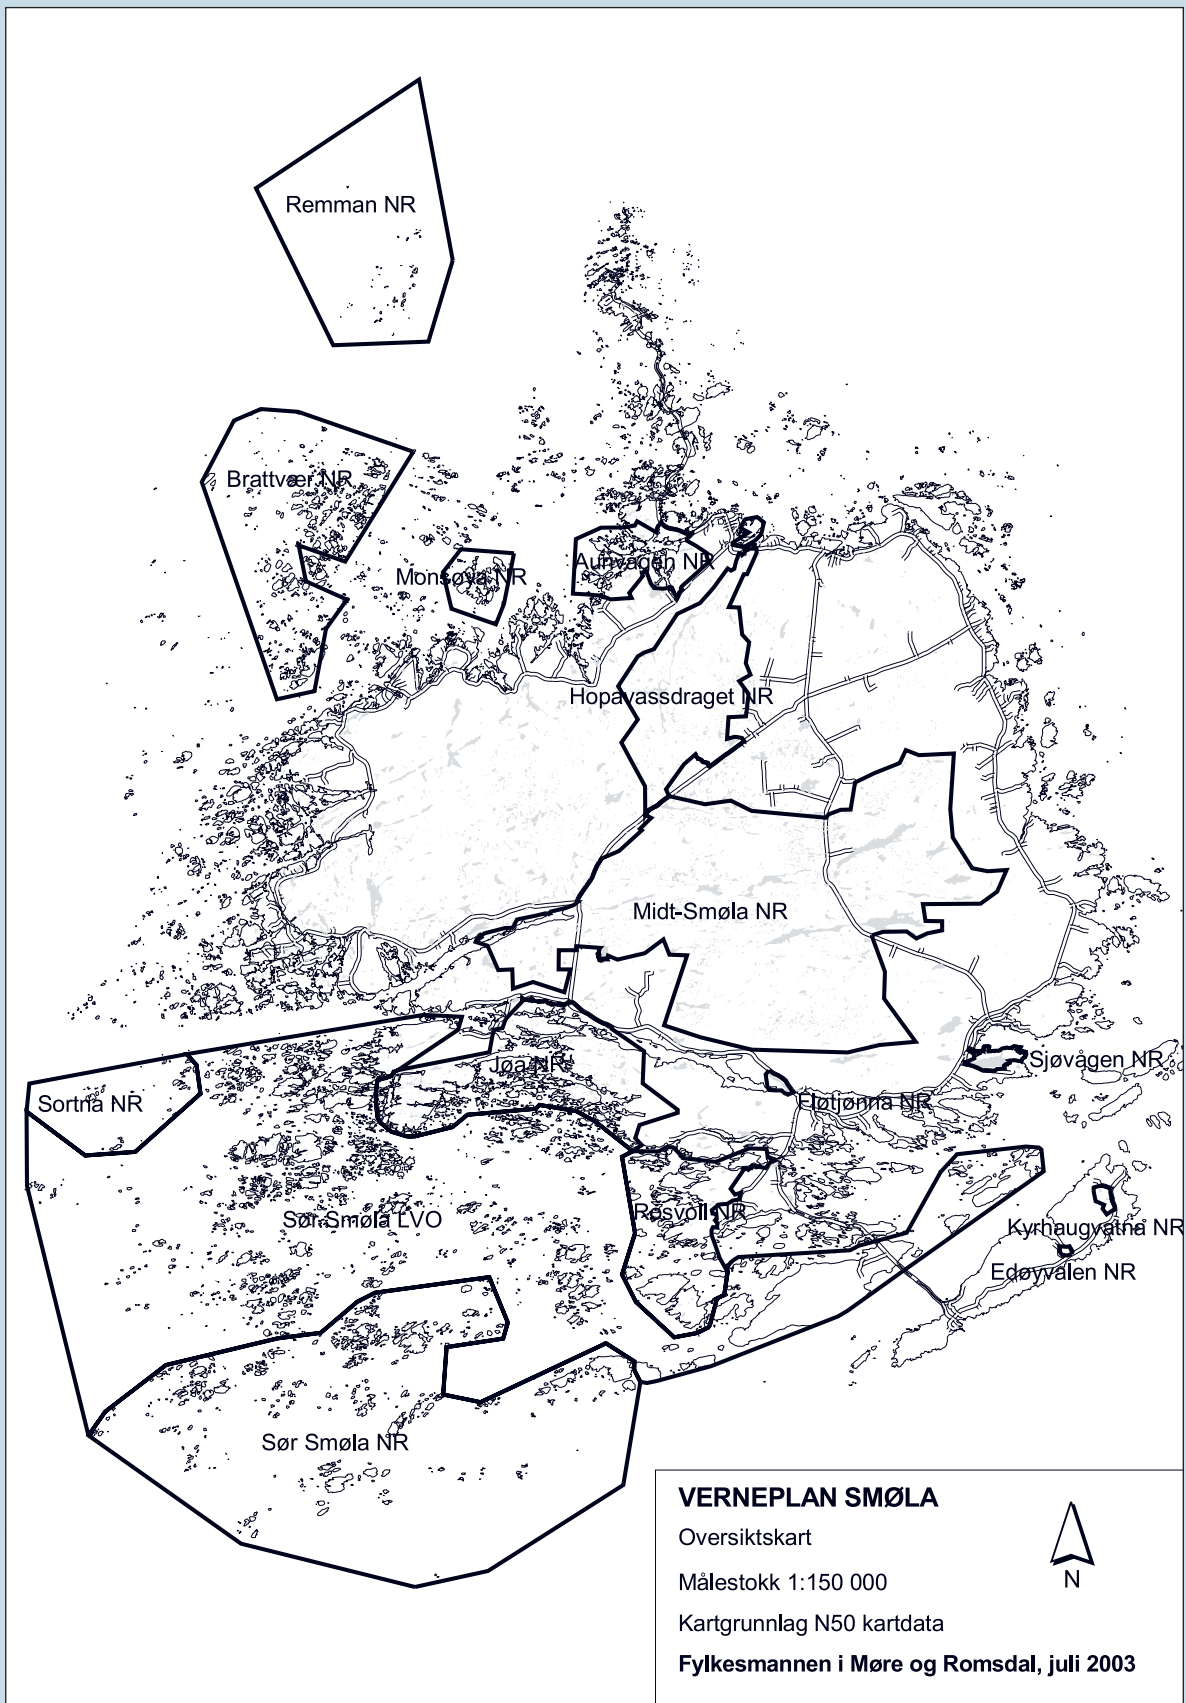 Remman NR
Brattvær NR
Aunvågen NR
Monsøya NR
Hopavassdraget NR
Midt-Smøla NR
Sjøvågen NR
Jøa NR
Sortna NR
Fløtjønna NR
Rosvoll NR
Sør-Smøla LVO
Kyrhaugvatna NR
Edøyvålen NR
Sør Smøla NR
VERNEPLAN SMØLA
Oversiktskart
Målestokk 1:150 000
N
Kartgrunnlag N50 kartdata
Fylkesmannen i Møre og Romsdal, juli 2003